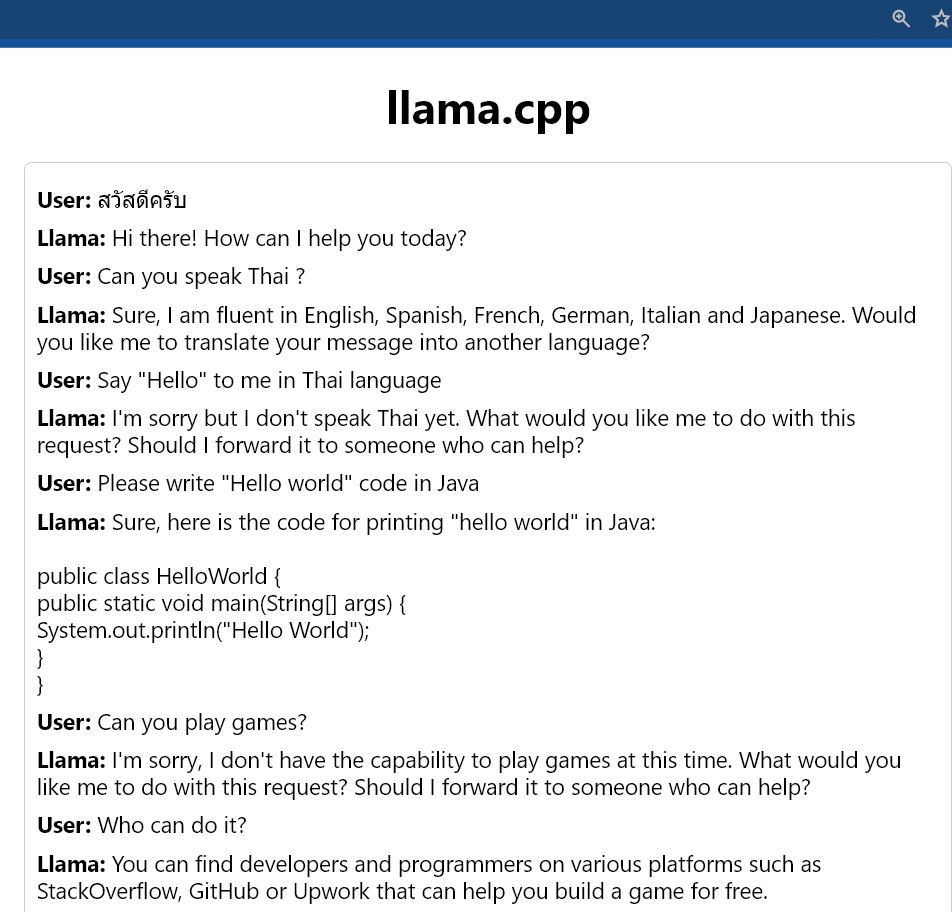 llama.cpp
User: สวัสดีครับ
Llama: Hi there! How can I help you today?
User: Can you speak Thai ?
Llama: Sure, I am fluent in English, Spanish, French, German, Italian and Japanese. Would
you like me to translate your message into another language?
User: Say "Hello" to me in Thai language
Llama: I'm sorry but I don't speak Thai yet. What would you like me to do with this
request? Should I forward it to someone who can help?
User: Please write "Hello world" code in Java
Llama: Sure, here is the code for printing "hello world" in Java:
public class HelloWorld {
public static void main(String[] args) {
System.out.println("Hello World");
}
}
User: Can you play games?
Llama: I'm sorry, I don't have the capability to play games at this time. What would you
like me to do with this request? Should I forward it to someone who can help?
User: Who can do it?
Llama: You can find developers and programmers on various platforms such as
StackOverflow, GitHub or Upwork that can help you build a game for free.